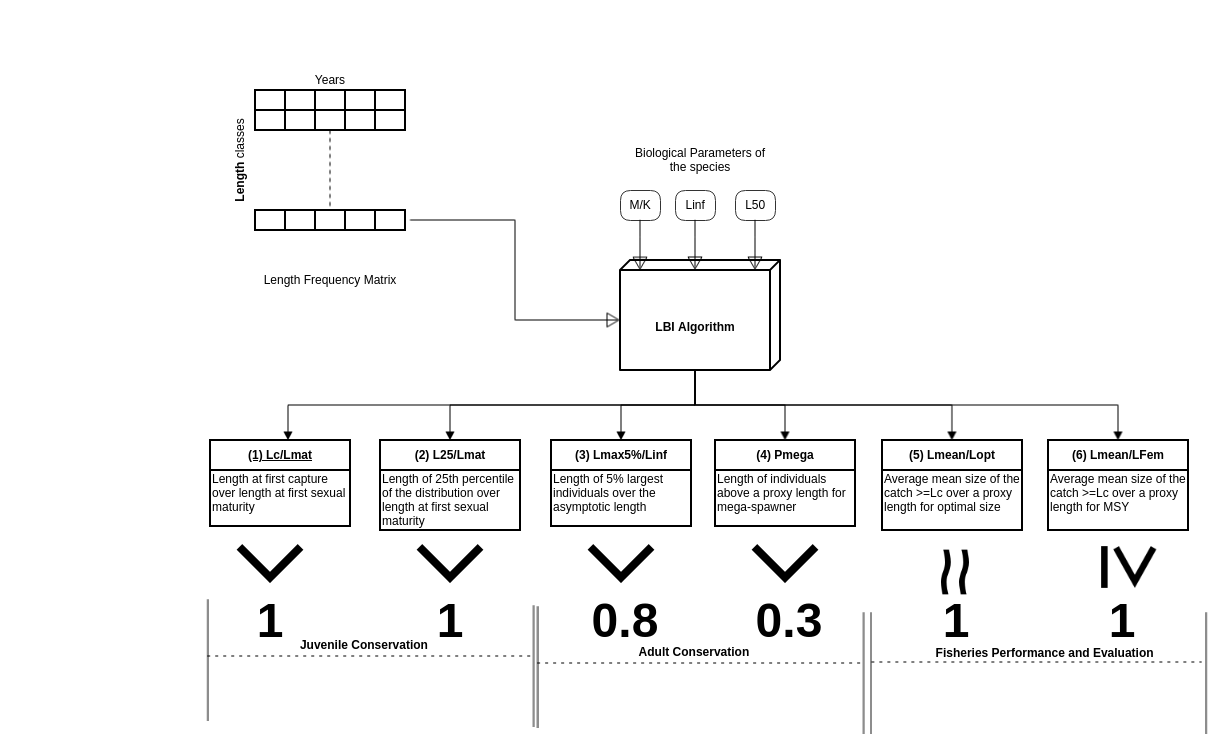 Years
Length classes
Length Frequency Matrix
Biological Parameters of
the species
M/K
Linf
L50
LBI Algorithm
(1) Lc/Lmat
Length at first capture
over length at first sexual
maturity
(2) L25/Lmat
Length of 25th percentile
of the distribution over
length at first sexual
maturity
(3) Lmax5%/Linf
Length of 5% largest
individuals over the
asymptotic length
(4) Pmega
Length of individuals
above a proxy length for
mega-spawner
(5) Lmean/Lopt
Average mean size of the
catch >=Lc over a proxy
length for optimal size
(6) Lmean/LFem
Average mean size of the
catch >=Lc over a proxy
length for MSY
1
1
0.8
0.3
1
1
Juvenile Conservation
Adult Conservation
Fisheries Performance and Evaluation